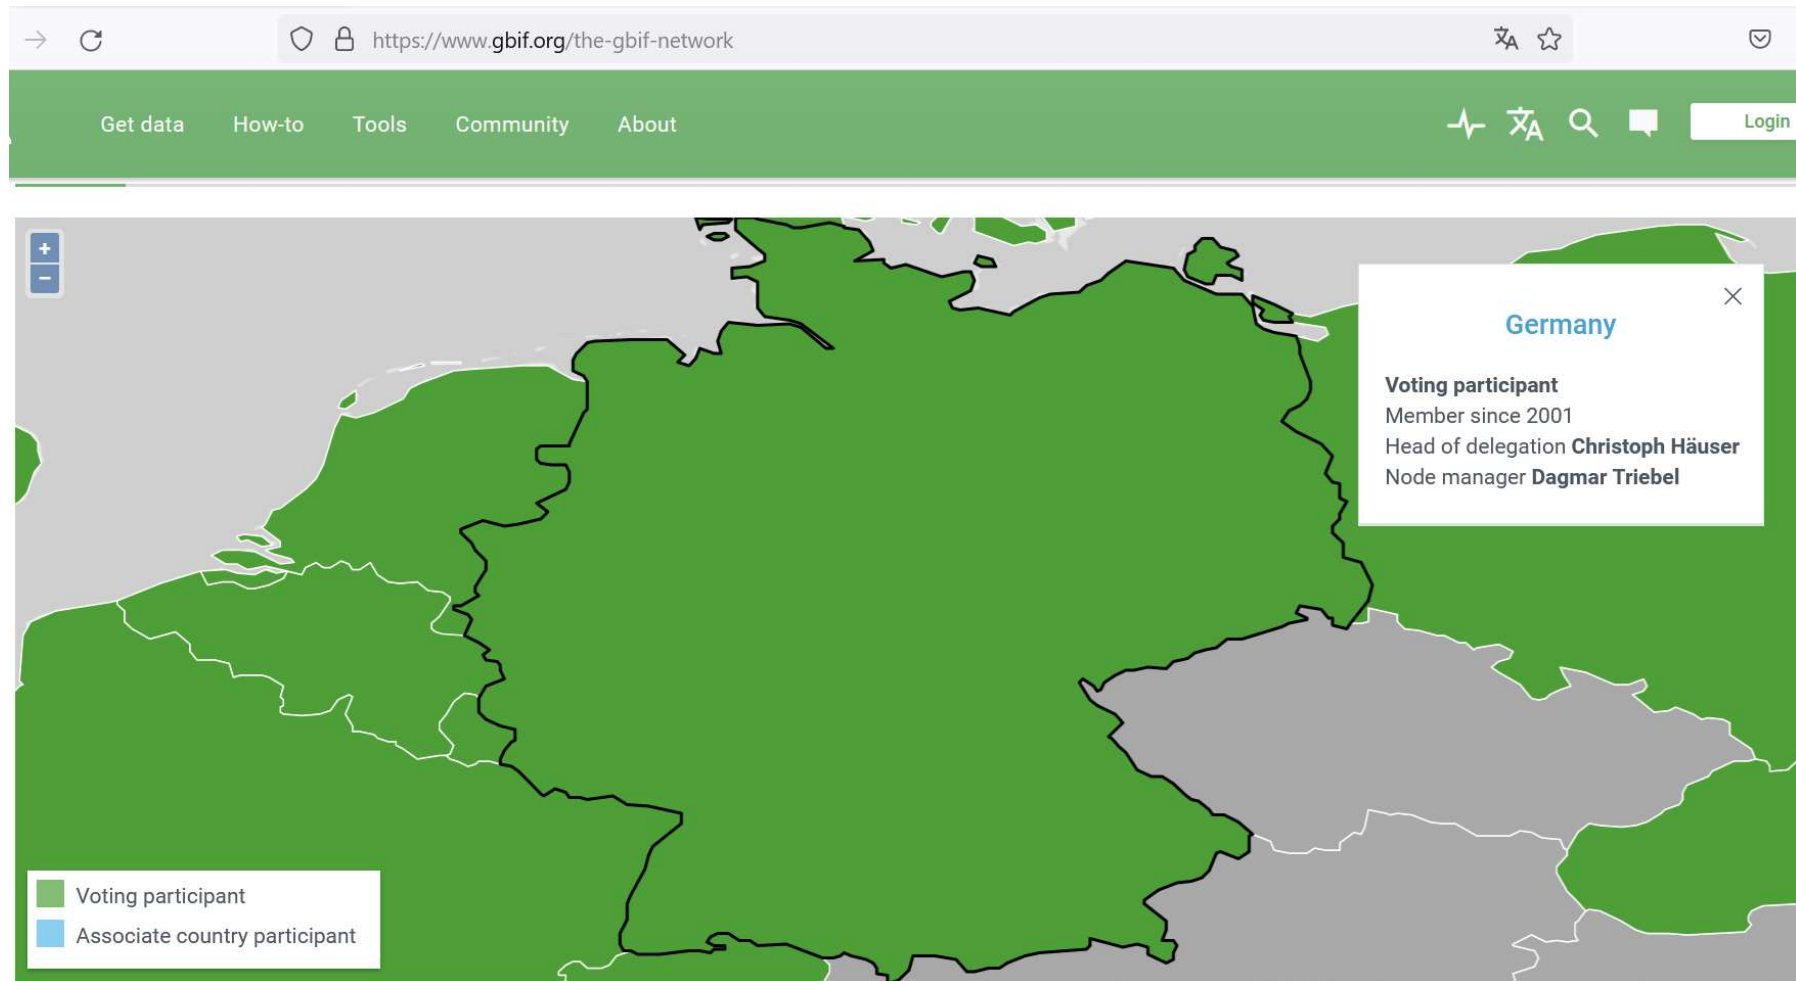 https://www.gbif.org/the-gbif-network
Get data How-to Tools Community About
Login
+
−
Germany
Voting participant
Member since 2001
Head of delegation Christoph Häuser
Node manager Dagmar Triebel
Voting participant
Associate country participant